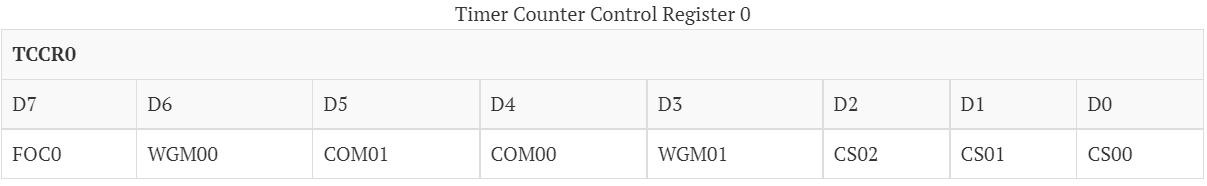 Timer Counter Control Register 0
TCCR0
D7 D6 D5 D4 D3 D2 D1 D0
FOC0 WGM00 COM01 COM00 WGM01 CS02 CS01 CS00